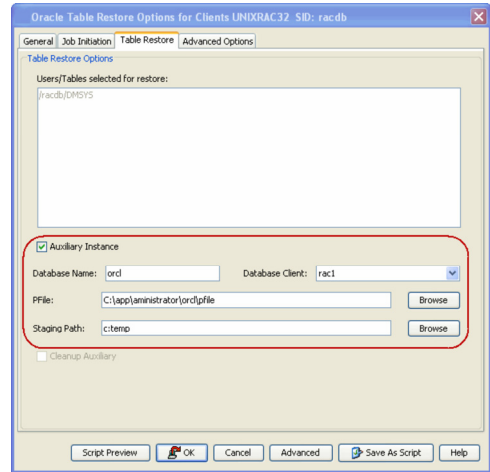 Oracle Table Restore Options for Clients UNIXRAC32 SID: racdb
General Job Initiation Table Restore Advanced Options
Table Restore Options
Users/Tables selected for restore:
/racdb/DMSYS
Auxiliary Instance
Database Name: orcl Database Client: rac1
PFile: C:\app\aministrator\orcl\pfile Browse
Staging Path: c:temp Browse
Cleanup Auxiliary
Script Preview OK Cancel Advanced Save As Script Help